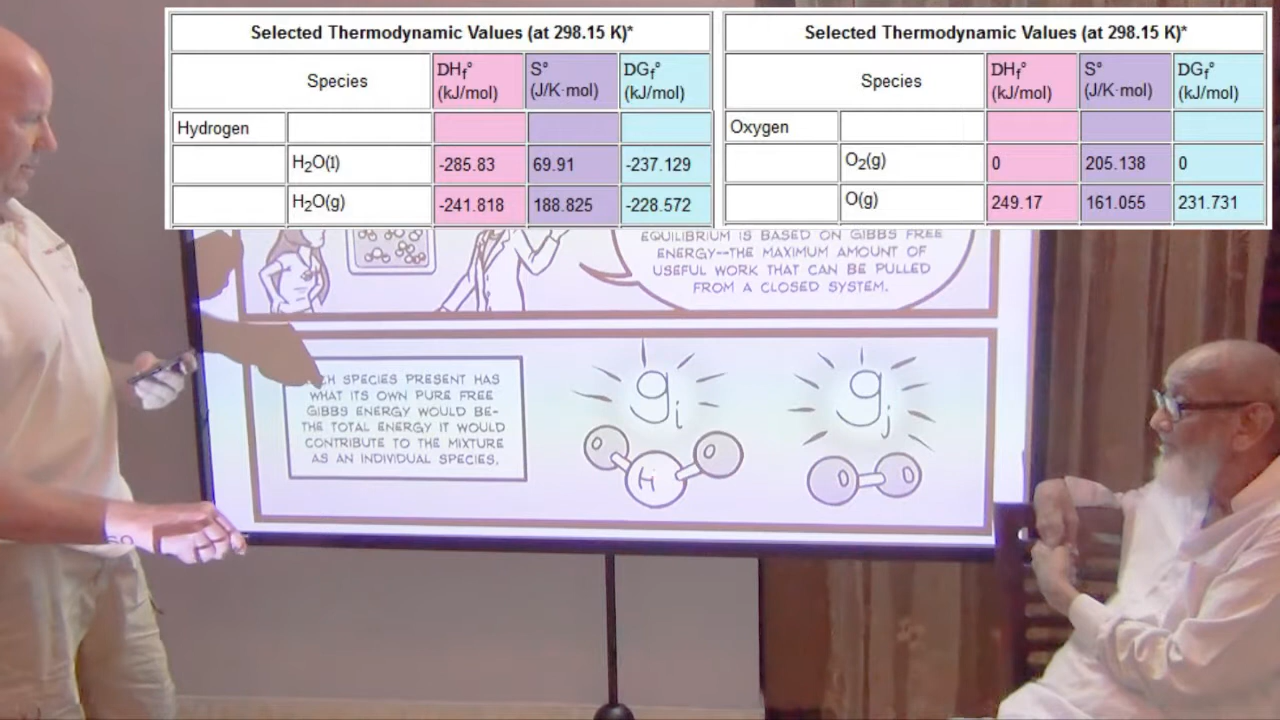 Selected Thermodynamic Values (at 298.15 K)*
Species DHf° (kJ/mol) S° (J/K·mol) DGf° (kJ/mol)
Hydrogen
H2O(l) -285.83 69.91 -237.129
H2O(g) -241.818 188.825 -228.572
Selected Thermodynamic Values (at 298.15 K)*
Species DHf° (kJ/mol) S° (J/K·mol) DGf° (kJ/mol)
Oxygen
O2(g) 0 205.138 0
O(g) 249.17 161.055 231.731
EQUILIBRIUM IS BASED ON GIBBS FREE
ENERGY--THE MAXIMUM AMOUNT OF
USEFUL WORK THAT CAN BE PULLED
FROM A CLOSED SYSTEM.
SPECIES PRESENT HAS
WHAT ITS OWN PURE FREE
GIBBS ENERGY WOULD BE-
THE TOTAL ENERGY IT WOULD
CONTRIBUTE TO THE MIXTURE
AS AN INDIVIDUAL SPECIES.
gi
gj
H